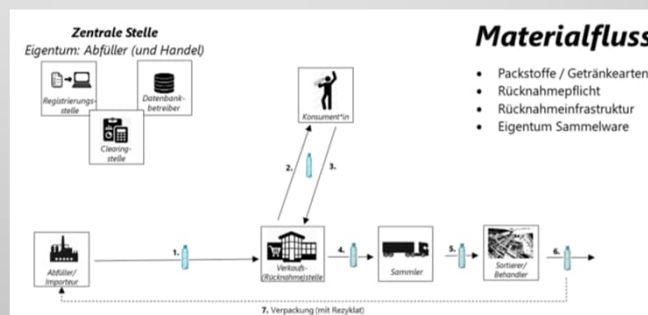 Zentrale Stelle
Eigentum: Abfüller (und Handel)
Registrierungs-
stelle
Datenbank-
betreiber
Clearing-
stelle
Materialfluss
• Packstoffe / Getränkearten
• Rücknahmepflicht
• Rücknahmeinfrastruktur
• Eigentum Sammelware
Konsument*in
2.
3.
1.
4.
5.
6.
Abfüller/
Importeur
Verkaufs-
(Rücknahme)stelle
Sammler
Sortierer/
Behandler
7. Verpackung (mit Rezyklat)